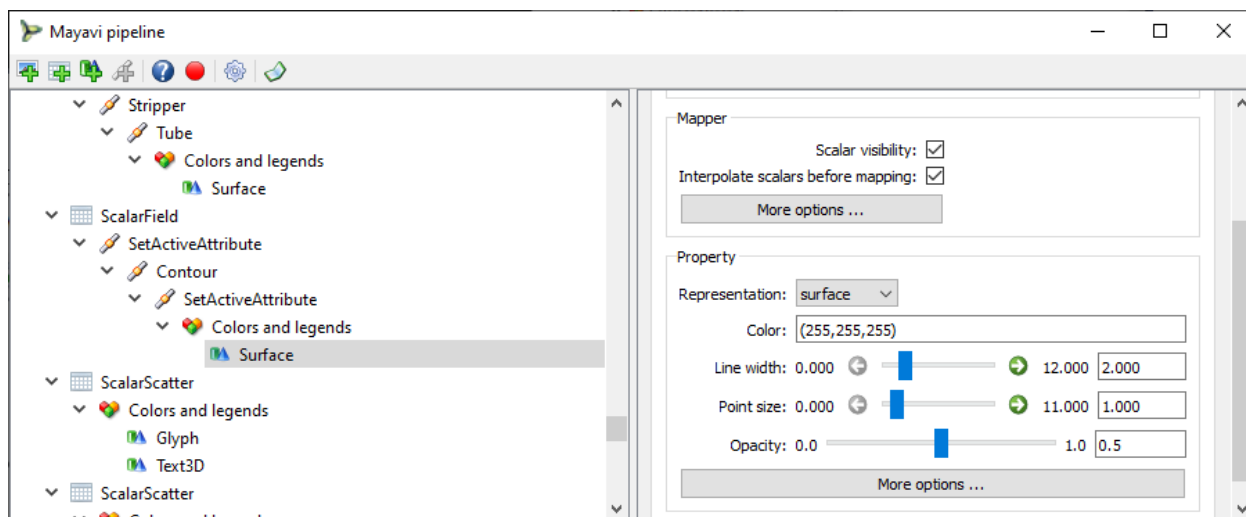 Mayavi pipeline
Stripper
Tube
Colors and legends
Surface
ScalarField
SetActiveAttribute
Contour
SetActiveAttribute
Colors and legends
Surface
ScalarScatter
Colors and legends
Glyph
Text3D
ScalarScatter
Mapper
Scalar visibility:
Interpolate scalars before mapping:
More options ...
Property
Representation: surface
Color: (255,255,255)
Line width: 0.000 12.000 2.000
Point size: 0.000 11.000 1.000
Opacity: 0.0 1.0 0.5
More options ...